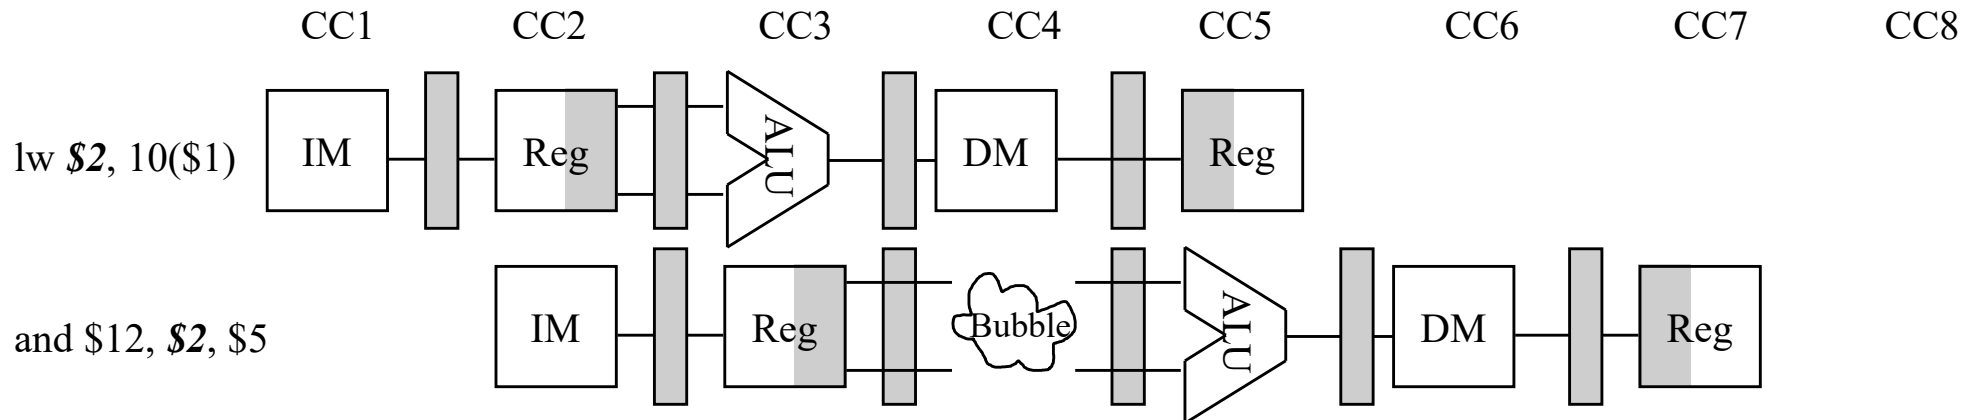 CC1 CC2 CC3 CC4 CC5 CC6 CC7 CC8
lw $2, 10($1) IM Reg ALU DM Reg
and $12, $2, $5 IM Reg Bubble ALU DM Reg